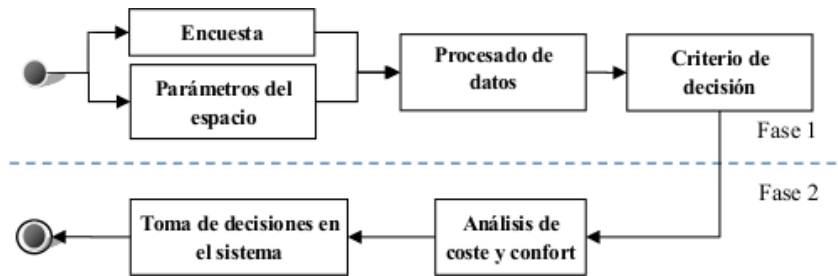 Encuesta
Parámetros del
espacio
Procesado de
datos
Criterio de
decisión
Fase 1
Fase 2
Toma de decisiones en
el sistema
Análisis de
coste y confort